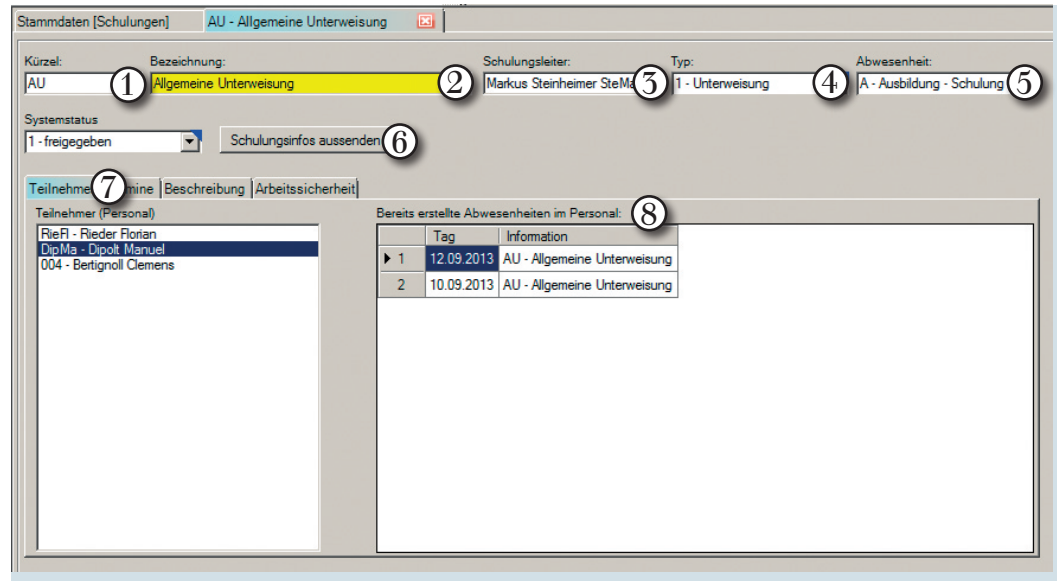 Stammdaten [Schulungen] AU - Allgemeine Unterweisung
Kürzel: Bezeichnung: Schulungsleiter: Typ: Abwesenheit:
AU 1 Allgemeine Unterweisung 2 Markus Steinheimer SteMa 3 1 - Unterweisung 4 A - Ausbildung - Schulung 5
Systemstatus
1 - freigegeben Schulungsinfos aussenden 6
Teilnehme 7 mine Beschreibung Arbeitssicherheit
Teilnehmer (Personal) Bereits erstellte Abwesenheiten im Personal: 8
RieFl - Rieder Florian
DipMa - Dipolt Manuel
004 - Bertignoll Clemens
Tag Information
1 12.09.2013 AU - Allgemeine Unterweisung
2 10.09.2013 AU - Allgemeine Unterweisung